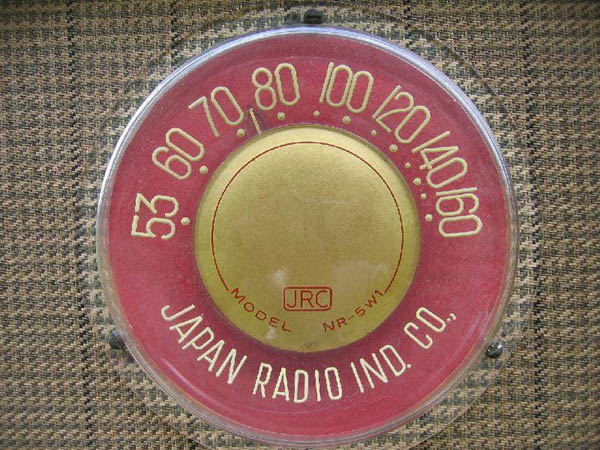 53 60 70 80 100 120 140 160
JRC
MODEL NR-5W1
JAPAN RADIO IND. CO.,